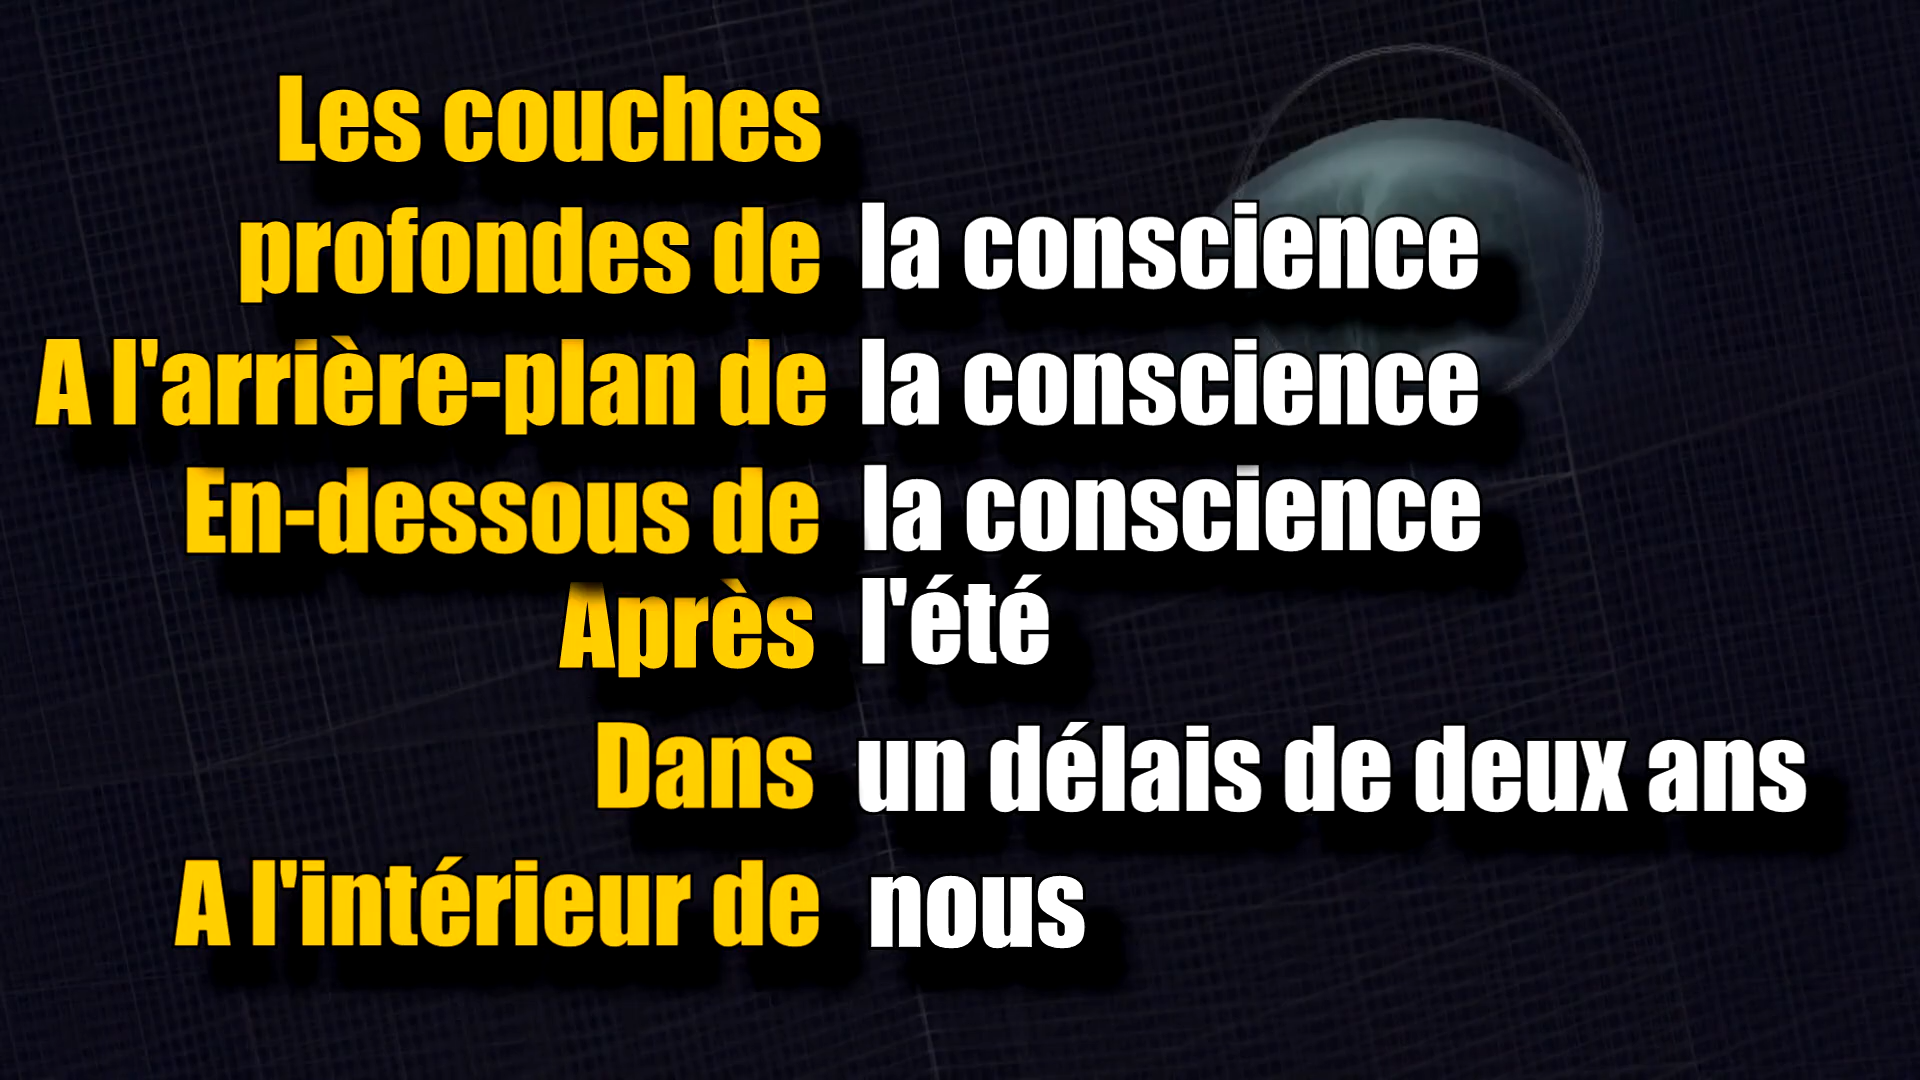 Les couches
profondes de la conscience
A l'arrière-plan de la conscience
En-dessous de la conscience
Après l'été
Dans un délais de deux ans
A l'intérieur de nous